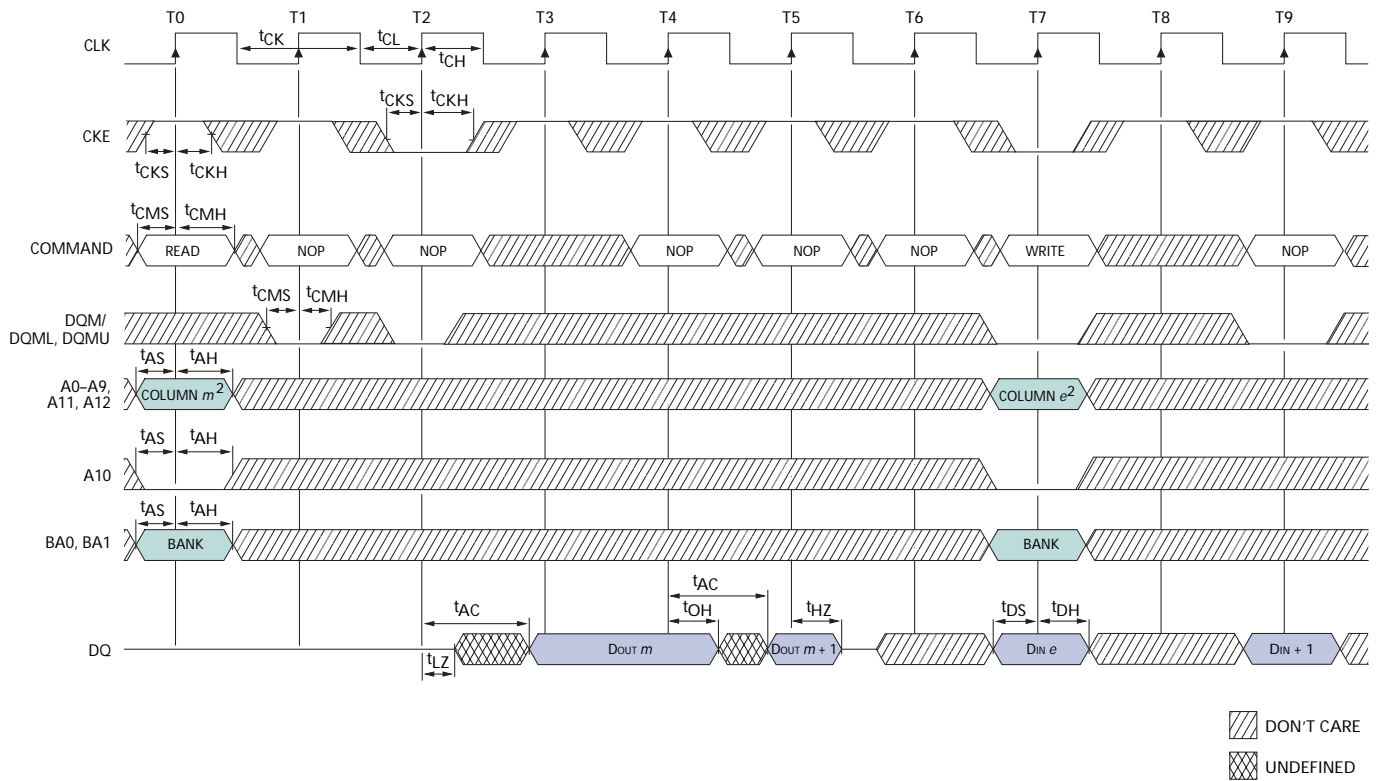 T0 T1 T2 T3 T4 T5 T6 T7 T8 T9
CLK
tCK tCL
tCH
tCKS tCKH
CKE
tCKS tCKH
tCMS tCMH
COMMAND READ NOP NOP NOP NOP NOP WRITE NOP
tCMS tCMH
DQM/
DQML, DQMU
tAS tAH
A0–A9,
A11, A12
COLUMN m2 COLUMN e2
tAS tAH
A10
tAS tAH
BA0, BA1 BANK BANK
tAC
tAC tOH tHZ tDS tDH
DQ DOUT m DOUT m + 1 DIN e DIN + 1
tLZ
DON'T CARE
UNDEFINED